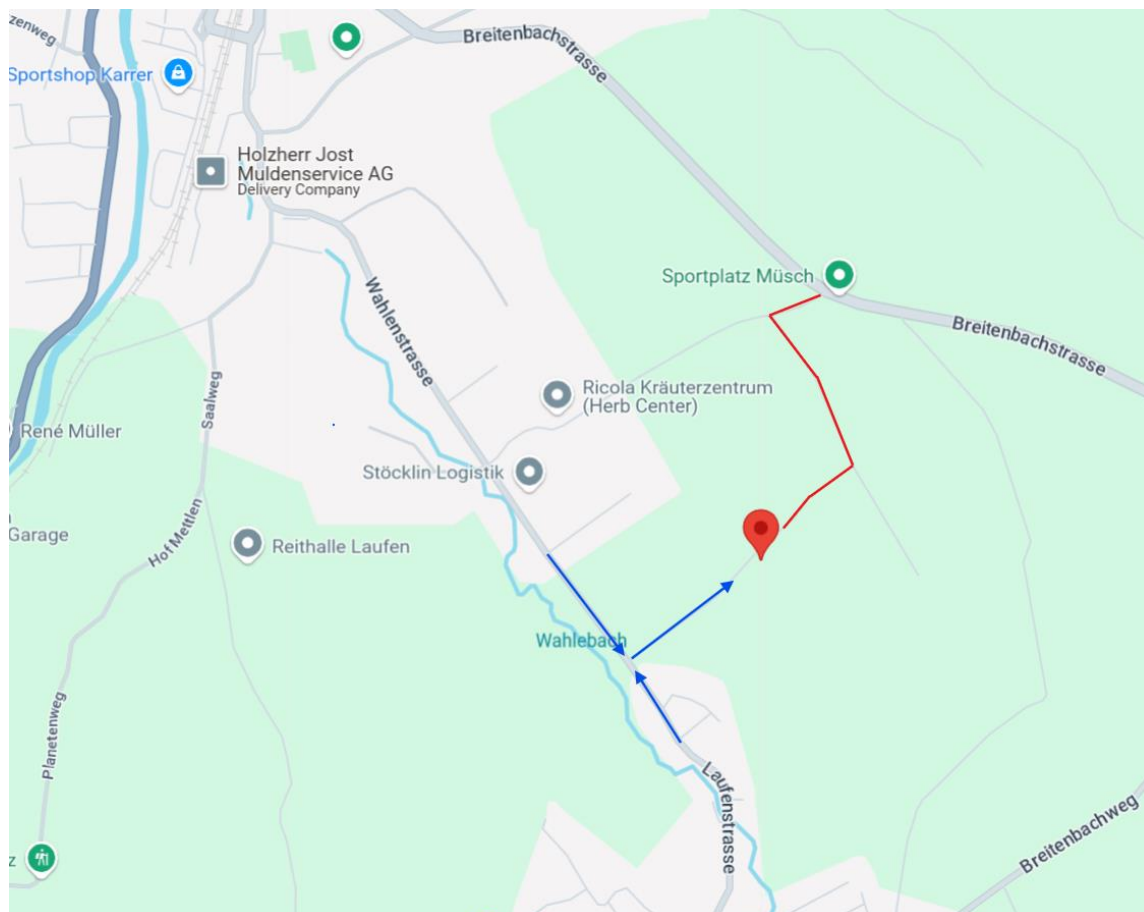 zenweg
Sportshop Karrer
Breitenbachstrasse
Holzherr Jost
Muldenservice AG
Delivery Company
Sportplatz Müsch
Wahlenstrasse
Breitenbachstrasse
Ricola Kräuterzentrum
(Herb Center)
Saalweg
René Müller
Stöcklin Logistik
Garage
Hof Mettlen
Reithalle Laufen
Wahlebach
Planetenweg
Laufenstrasse
Breitenbachweg
z